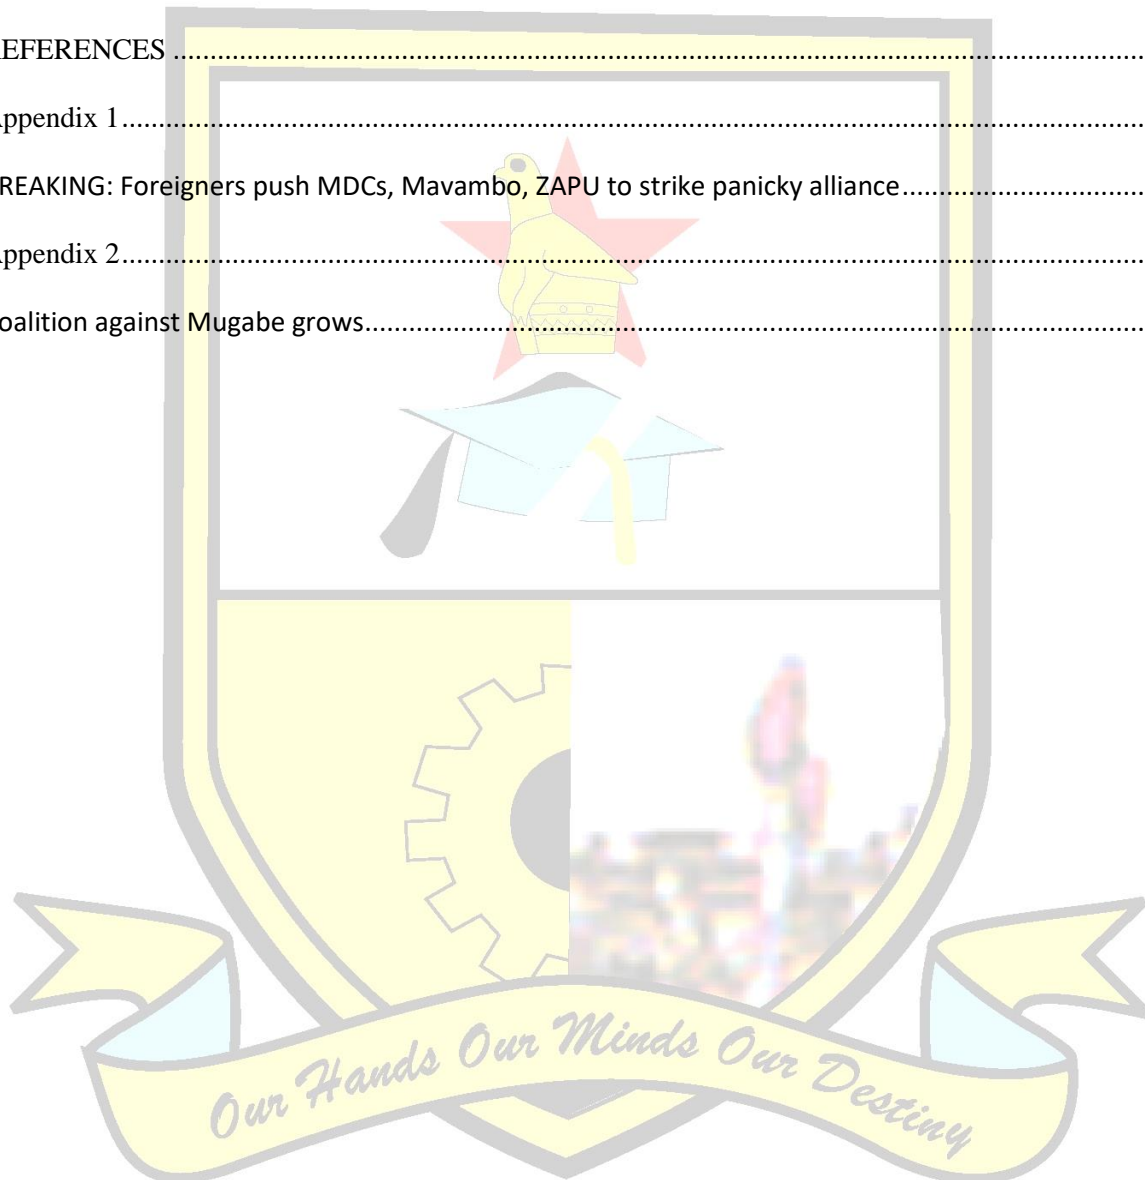 EFERENCES ................................................................................................
ppendix 1................................................................................................
REAKING: Foreigners push MDCs, Mavambo, ZAPU to strike panicky alliance................................
ppendix 2................................................................................................
oalition against Mugabe grows................................................................................
Our Hands Our Minds Our Destiny